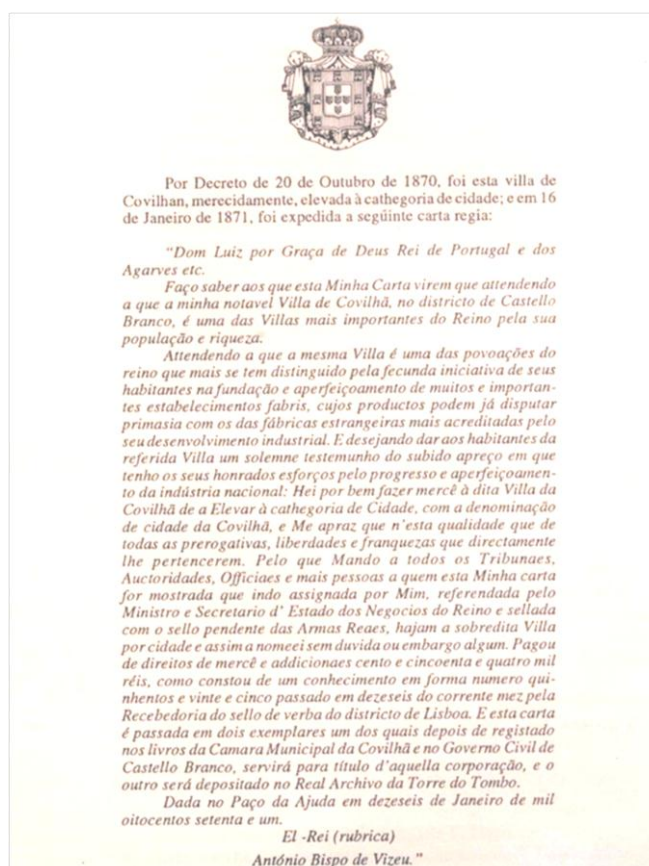 Por Decreto de 20 de Outubro de 1870, foi esta villa de
Covilhan, merecidamente, elevada à cathegoria de cidade; e em 16
de Janeiro de 1871, foi expedida a següinte carta regia:
"Dom Luiz por Graça de Deus Rei de Portugal e dos
Agarves etc.
Faço saber aos que esta Minha Carta virem que attendendo
a que a minha notavel Villa de Covilhã, no districto de Castello
Branco, é uma das Villas mais importantes do Reino pela sua
população e riqueza.
Attendendo a que a mesma Villa é uma das povoações do
reino que mais se tem distinguido pela fecunda iniciativa de seus
habitantes na fundação e aperfeiçoamento de muitos e importan-
tes estabelecimentos fabris, cujos productos podem já disputar
primasia com os das fábricas estrangeiras mais acreditadas pelo
seu desenvolvimento industrial. E desejando dar aos habitantes da
referida Villa um solemne testemunho do subido apreço em que
tenho os seus honrados esforços pelo progresso e aperfeiçoamen-
to da indústria nacional: Hei por bem fazer mercê à dita Villa da
Covilhã de a Elevar à cathegoria de Cidade, com a denominação
de cidade da Covilhã, e Me apraz que n'esta qualidade que de
todas as prerogativas, liberdades e franquezas que directamente
lhe pertencerem. Pelo que Mando a todos os Tribunaes,
Auctoridades, Officiaes e mais pessoas a quem esta Minha carta
for mostrada que indo assignada por Mim, referendada pelo
Ministro e Secretario d' Estado dos Negocios do Reino e sellada
com o sello pendente das Armas Reaes, hajam a sobredita Villa
por cidade e assim a nomeei sem duvida ou embargo algum. Pagou
de direitos de mercê e addicionaes cento e cincoenta e quatro mil
réis, como constou de um conhecimento em forma numero qui-
nhentos e vinte e cinco passado em dezeseis do corrente mez pela
Recebedoria do sello de verba do districto de Lisboa. E esta carta
é passada em dois exemplares um dos quais depois de registado
nos livros da Camara Municipal da Covilhã e no Governo Civil de
Castello Branco, servirá para título d'aquella corporação, e o
outro será depositado no Real Archivo da Torre do Tombo.
Dada no Paço da Ajuda em dezeseis de Janeiro de mil
oitocentos setenta e um.
El -Rei (rubrica)
António Bispo de Vizeu."